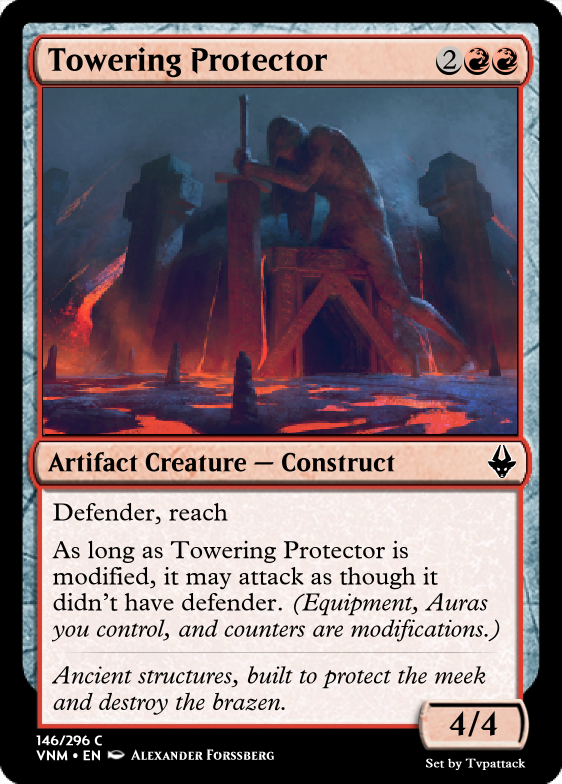 Towering Protector 2
Artifact Creature — Construct
Defender, reach
As long as Towering Protector is
modified, it may attack as though it
didn't have defender. (Equipment, Auras
you control, and counters are modifications.)
Ancient structures, built to protect the meek
and destroy the brazen.
4/4
146/296 C
VNM • EN ALEXANDER FORSSBERG
Set by Tvpattack